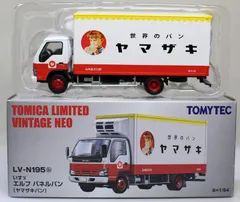 世界のパン
ヤマザキ
TOMICA LIMITED
VINTAGE NEO
TOMYTEC
LV-N195
いすゞ
エルフ パネルバン
(ヤマザキパン)
世界のパン
ヤマザキ